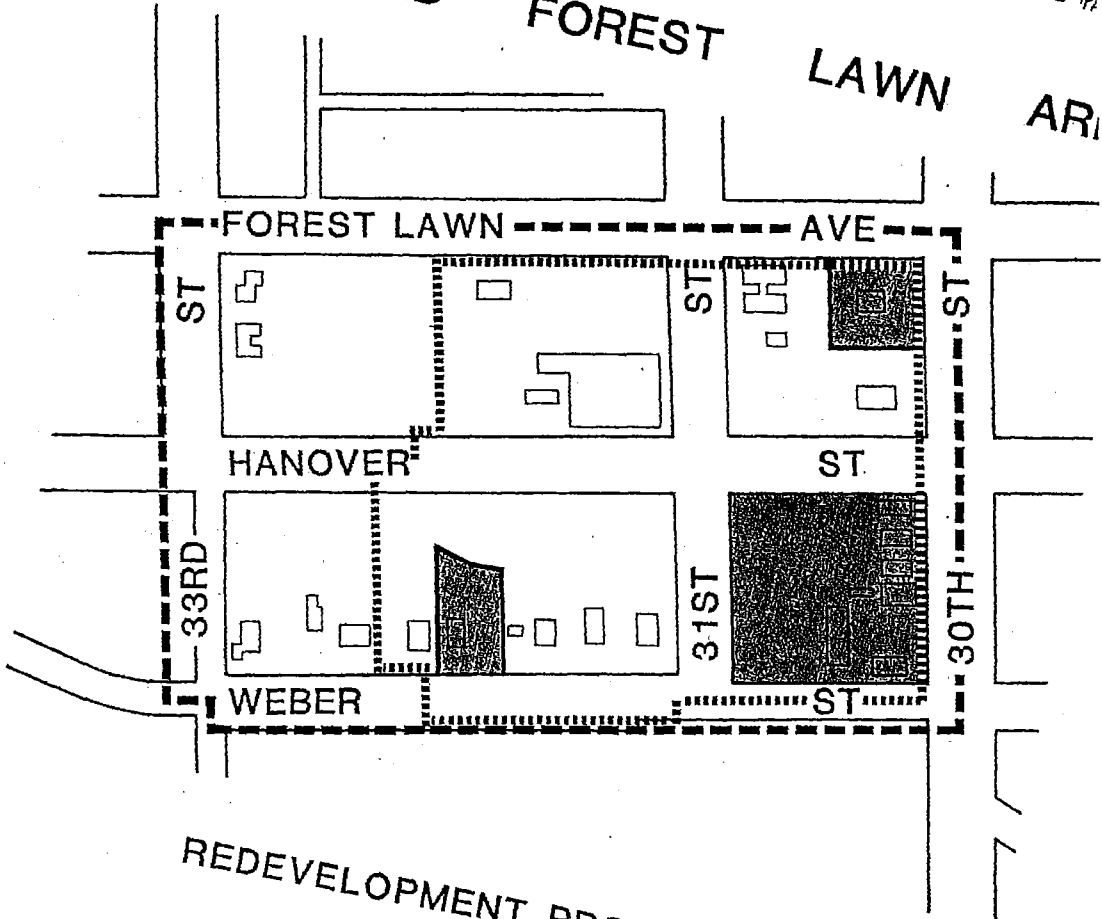 FOREST LAWN
FOREST LAWN AVE
ST
ST
ST
HANOVER ST
33RD
31ST
30TH
WEBER ST
REDEVELOPMENT